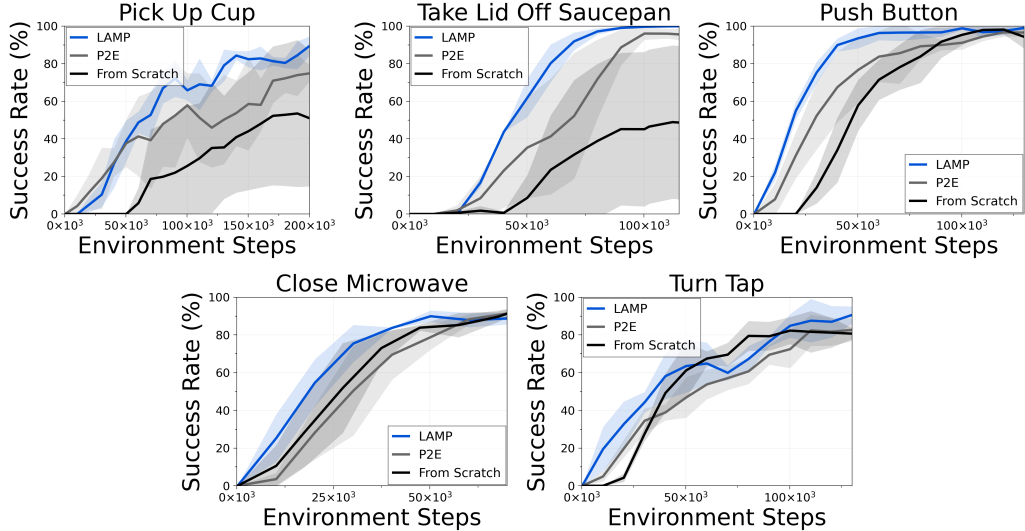 Pick Up Cup
Success Rate (%)
100
80
60
40
20
0
LAMP
P2E
From Scratch
0×10³ 50×10³ 100×10³ 150×10³ 200×10³
Environment Steps
Take Lid Off Saucepan
Success Rate (%)
100
80
60
40
20
0
LAMP
P2E
From Scratch
0×10³ 50×10³ 100×10³
Environment Steps
Push Button
Success Rate (%)
100
80
60
40
20
0
LAMP
P2E
From Scratch
0×10³ 50×10³ 100×10³
Environment Steps
Close Microwave
Success Rate (%)
100
80
60
40
20
0
LAMP
P2E
From Scratch
0×10³ 25×10³ 50×10³
Environment Steps
Turn Tap
Success Rate (%)
100
80
60
40
20
0
LAMP
P2E
From Scratch
0×10³ 50×10³ 100×10³
Environment Steps